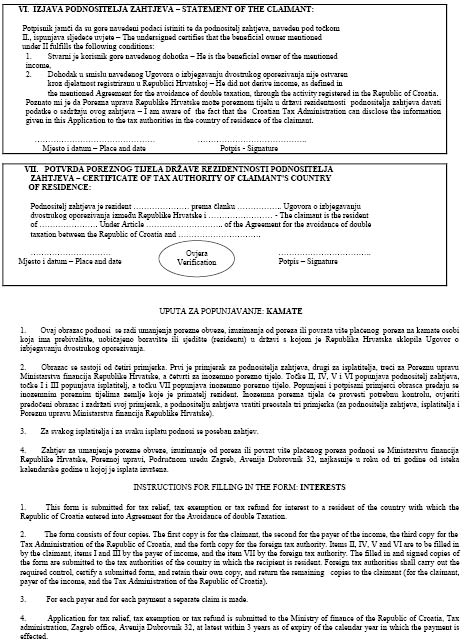 VI. IZJAVA PODNOSITELJA ZAHTJEVA – STATEMENT OF THE CLAIMANT:
Potpisnik jamči da su gore navedeni podaci istiniti te da podnositelj zahtjeva, naveden pod točkom
II., ispunjava sljedeće uvjete – The undersigned certifies that the beneficial owner mentioned
under II fulfills the following conditions:
1. Stvarni je korisnik gore navedenog dohotka – He is the beneficial owner of the mentioned
income,
2. Dohodak u smislu navedenog Ugovora o izbjegavanju dvostrukog oporezivanja nije ostvaren
kroz djelatnost registriranu u Republici Hrvatskoj – He did not derive income, as defined in
the mentioned Agreement for the avoidance of double taxation, through the activity registered in the Republic of Croatia.
Poznato mi je da Porezna uprava Republike Hrvatske može poreznom tijelu u državi rezidentnosti podnositelja zahtjeva davati
podatke o sadržaju ovog zahtjeva – I am aware of the fact that the Croatian Tax Administration can disclose the information
given in this Application to the tax authorities in the country of residence of the claimant.
………………………………………… …………………………………….
Mjesto i datum – Place and date Potpis - Signature
VII. POTVRDA POREZNOG TIJELA DRŽAVE REZIDENTNOSTI PODNOSITELJA
ZAHTJEVA – CERTIFICATE OF TAX AUTHORITY OF CLAIMANT'S COUNTRY
OF RESIDENCE:
Podnositelj zahtjeva je rezident ………………… prema članku …………….. Ugovora o izbjegavanju
dvostrukog oporezivanja između Republike Hrvatske i ……………………. - The claimant is the resident
of …………………. Under Article ……………………….. of the Agreement for the avoidance of double
taxation between the Republic of Croatia and ………………………….
Ovjera
Verification
……………………………… ……………………………….
Mjesto i datum – Place and date Potpis – Signature
UPUTA ZA POPUNJAVANJE: KAMATE
1. Ovaj obrazac podnosi se radi umanjenja porezne obveze, izuzimanja od poreza ili povrata više plaćenog poreza na kamate osobi
koja ima prebivalište, uobičajeno boravište ili sjedište (rezidentu) u državi s kojom je Republika Hrvatska sklopila Ugovor o
izbjegavanju dvostrukog oporezivanja.
2. Obrazac se sastoji od četiri primjerka. Prvi je primjerak za podnositelja zahtjeva, drugi za isplatitelja, treći za Poreznu upravu
Ministarstva financija Republike Hrvatske, a četvrti za inozemno porezno tijelo. Točke II, IV, V i VI popunjava podnositelj zahtjeva,
točke I i III popunjava isplatitelj, a točku VII popunjava inozemno porezno tijelo. Popunjeni i potpisani primjerci obrasca predaju se
inozemnim poreznim tijelima zemlje koje je primatelj rezident. Inozemna porezna tijela će provesti potrebnu kontrolu, ovjeriti
predočeni obrazac i zadržati svoj primjerak, a podnositelju zahtjeva vratiti preostala tri primjerka (za podnositelja zahtjeva, isplatitelja i
Poreznu upravu Ministarstva financija Republike Hrvatske).
3. Za svakog isplatitelja i za svaku isplatu podnosi se poseban zahtjev.
4. Zahtjev za umanjenje porezne obveze, izuzimanje od poreza ili povrat više plaćenog poreza podnosi se Ministarstvu financija
Republike Hrvatske, Poreznoj upravi, Područnom uredu Zagreb, Avenija Dubrovnik 32, najkasnije u roku od tri godine od isteka
kalendarske godine u kojoj je isplata izvršena.
INSTRUCTIONS FOR FILLING IN THE FORM: INTERESTS
1. This form is submitted for tax relief, tax exemption or tax refund for interest to a resident of the country with which the
Republic of Croatia entered into Agreement for the Avoidance of double Taxation.
2. The form consists of four copies. The first copy is for the claimant, the second for the payer of the income, the third copy for the
Tax Administration of the Republic of Croatia, and the forth copy for the foreign tax authority. Items II, IV, V and VI are to be filled in
by the claimant, items I and III by the payer of income, and the item VII by the foreign tax authority. The filled in and signed copies of
the form are submitted to the tax authorities of the country in which the recipient is resident. Foreign tax authorities shall carry out the
required control, certify a submitted form, and retain their own copy, and return the remaining copies to the claimant (for the claimant,
payer of the income, and the Tax Administration of the Republic of Croatia).
3. For each payer and for each payment a separate claim is made.
4. Application for tax relief, tax exemption or tax refund is submitted to the Ministry of finance of the Republic of Croatia, Tax
administration, Zagreb office, Avenija Dubrovnik 32, at latest within 3 years as of expiry of the calendar year in which the payment is
effected.